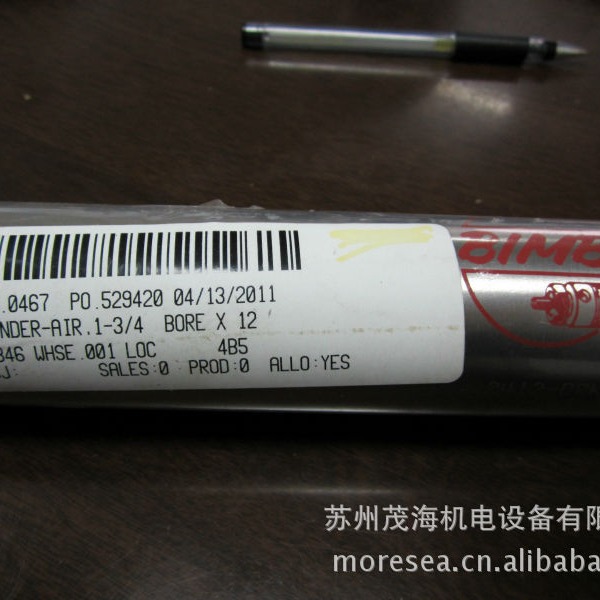 .0467 PO.529420 04/13/2011
NDER-AIR.1-3/4 BORE X 12
346 WHSE.001 LOC 4B5
J: SALES:0 PROD:0 ALLO:YES
BIMB
苏州茂海机电设备有限
moresea.cn.alibaba